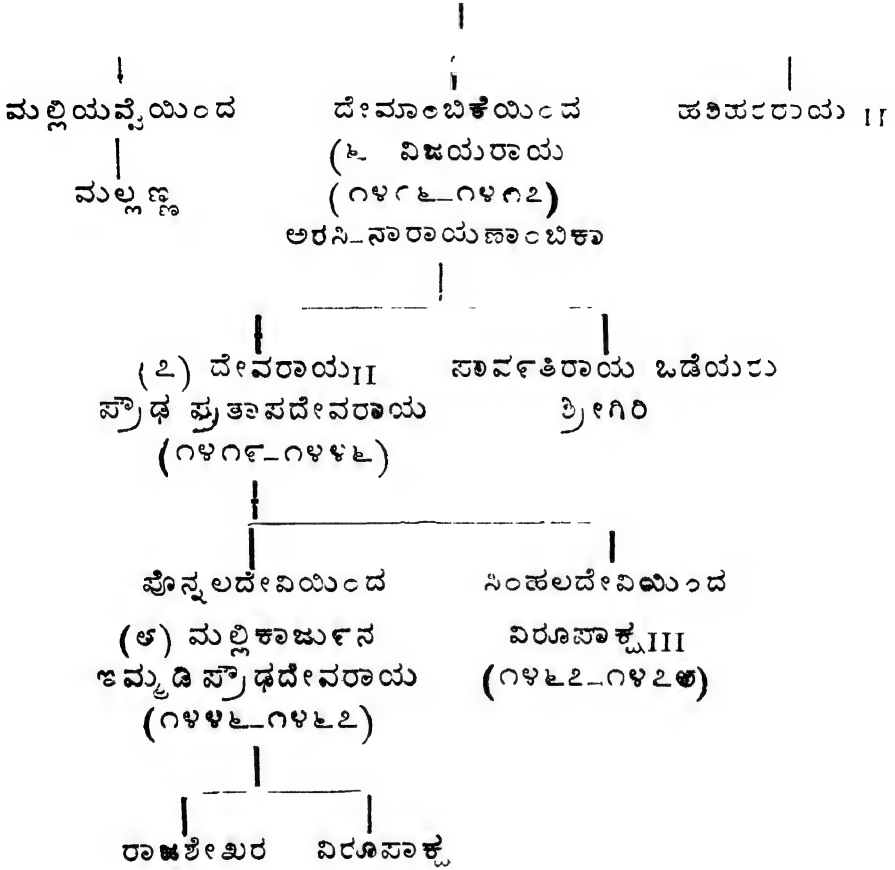 ಮಲ್ಲಿಯವ್ವೆಯಿಂದ ದೇಮಾಂಬಿಕೆಯಿಂದ ಹರಿಹರರಾಯ II
(೬ ವಿಜಯರಾಯ
ಮಲ್ಲಣ್ಣ (೧೪೧೬–೧೪೧೭)
ಅರಸಿ–ನಾರಾಯಣಾಂಬಿಕಾ
(೭) ದೇವರಾಯII ಸಾರ್ವತಿರಾಯ ಒಡೆಯರು
ಪ್ರೌಢ ಪ್ರತಾಪದೇವರಾಯ ಶ್ರೀಗಿರಿ
(೧೪೧೯–೧೪೪೬)
ಪೊನ್ನಲದೇವಿಯಿಂದ ಸಿಂಹಲದೇವಿಯಿಂದ
(೮) ಮಲ್ಲಿಕಾರ್ಜುನ ವಿರೂಪಾಕ್ಷIII
ಇಮ್ಮಡಿ ಪ್ರೌಢದೇವರಾಯ (೧೪೬೭–೧೪೭೮)
(೧೪೪೬–೧೪೬೭)
ರಾಜಶೇಖರ ವಿರೂಪಾಕ್ಷ